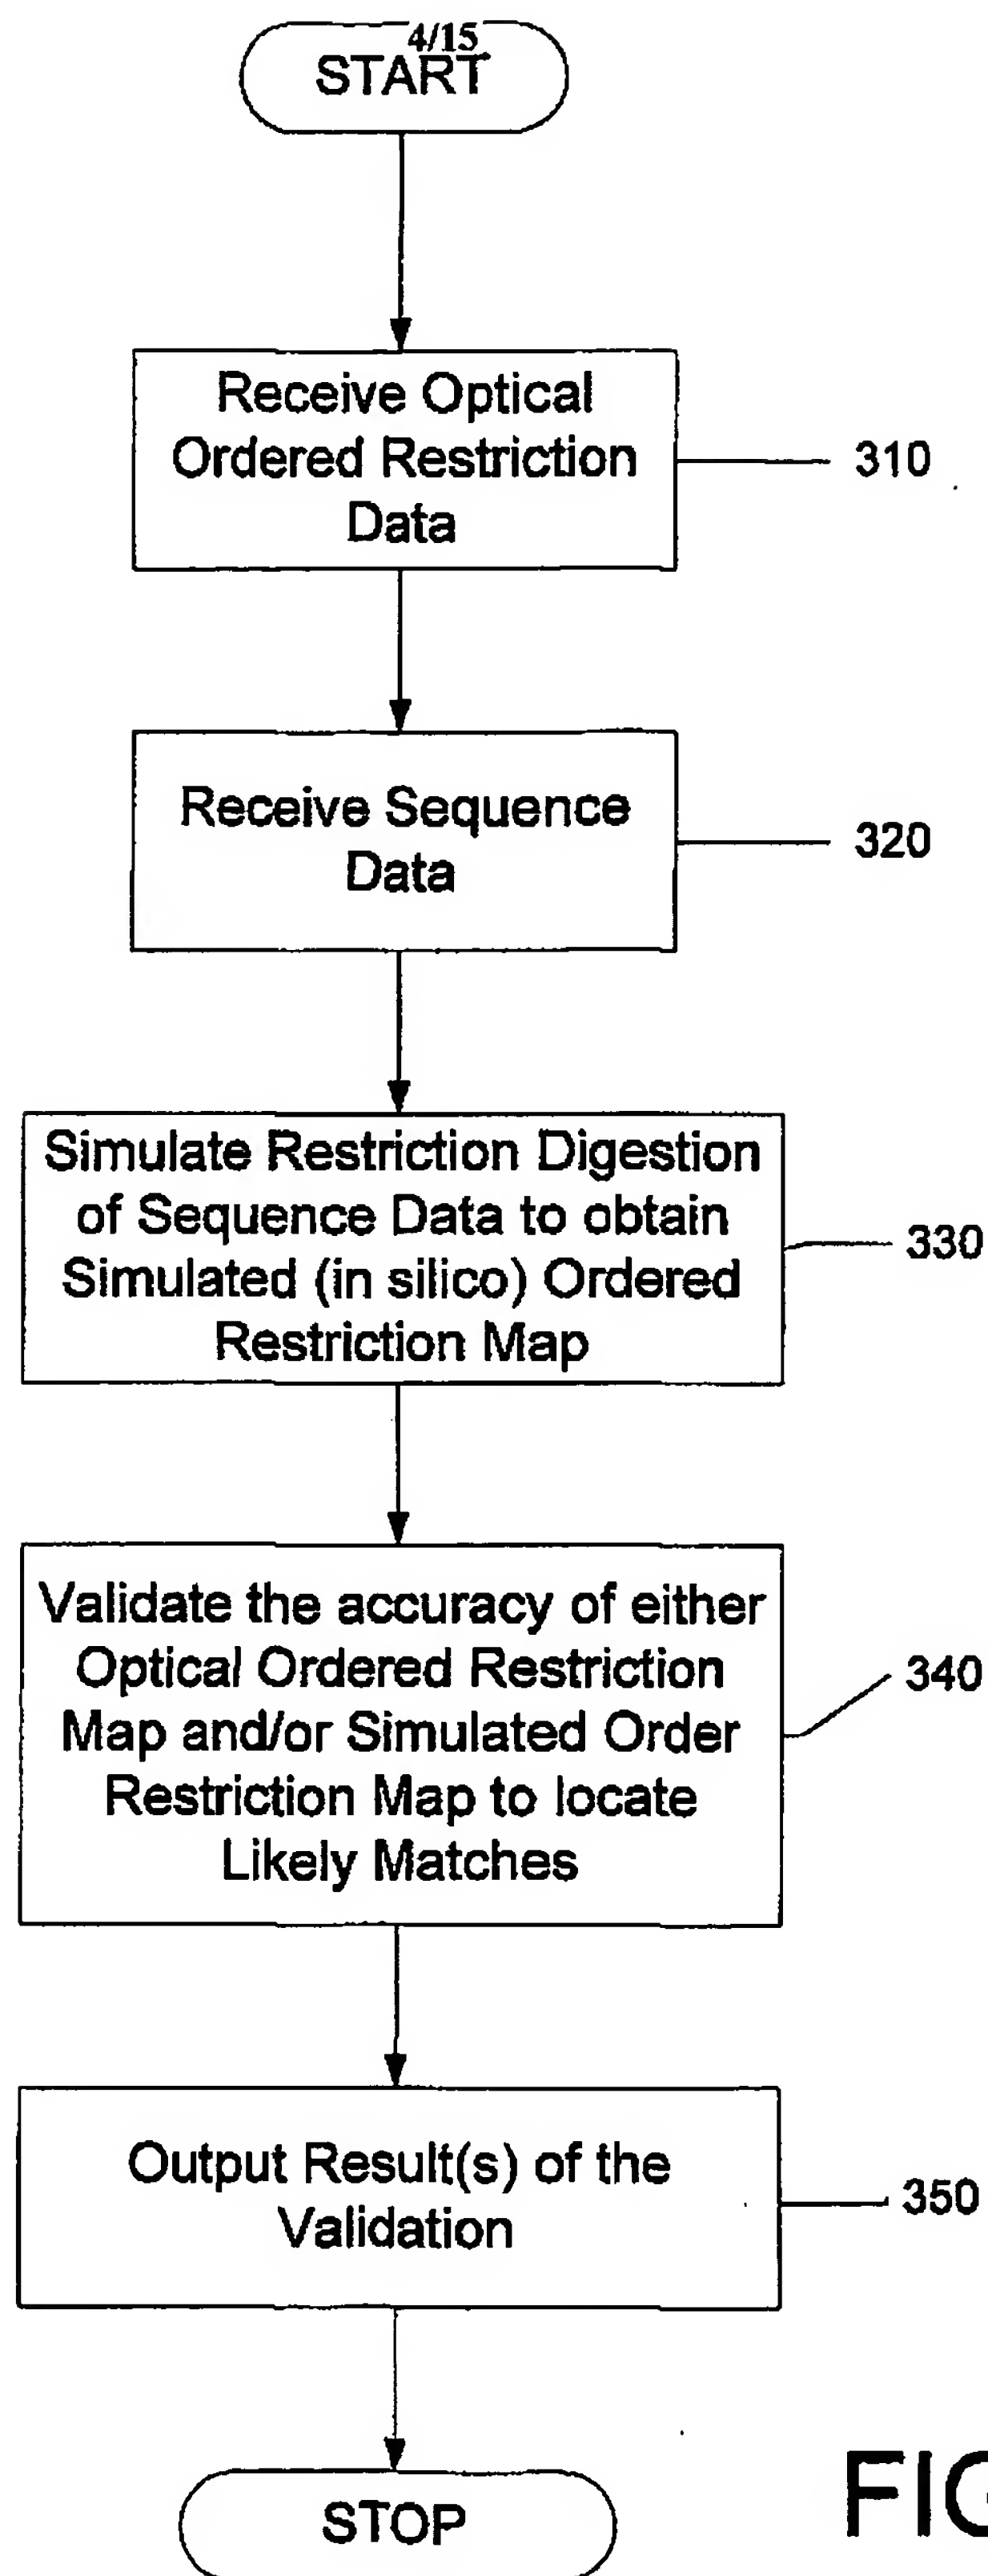 4/15
START
Receive Optical
Ordered Restriction
Data
310
Receive Sequence
Data
320
Simulate Restriction Digestion
of Sequence Data to obtain
Simulated (in silico) Ordered
Restriction Map
330
Validate the accuracy of either
Optical Ordered Restriction
Map and/or Simulated Order
Restriction Map to locate
Likely Matches
340
Output Result(s) of the
Validation
350
STOP